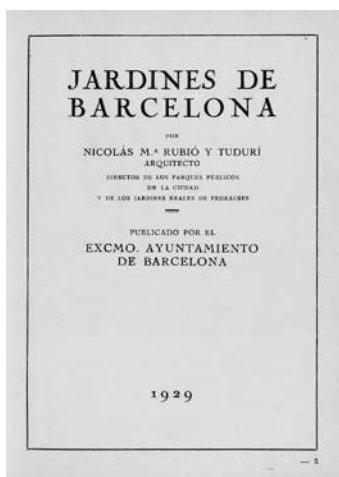 JARDINES DE
BARCELONA
POR
NICOLÁS M.ª RUBIÓ Y TUDURÍ
ARQUITECTO
DIRECTOR DE LOS PARQUES PÚBLICOS
DE LA CIUDAD
Y DE LOS JARDINES REALES DE PEDRALBES
PUBLICADO POR EL
EXCMO. AYUNTAMIENTO
DE BARCELONA
1929